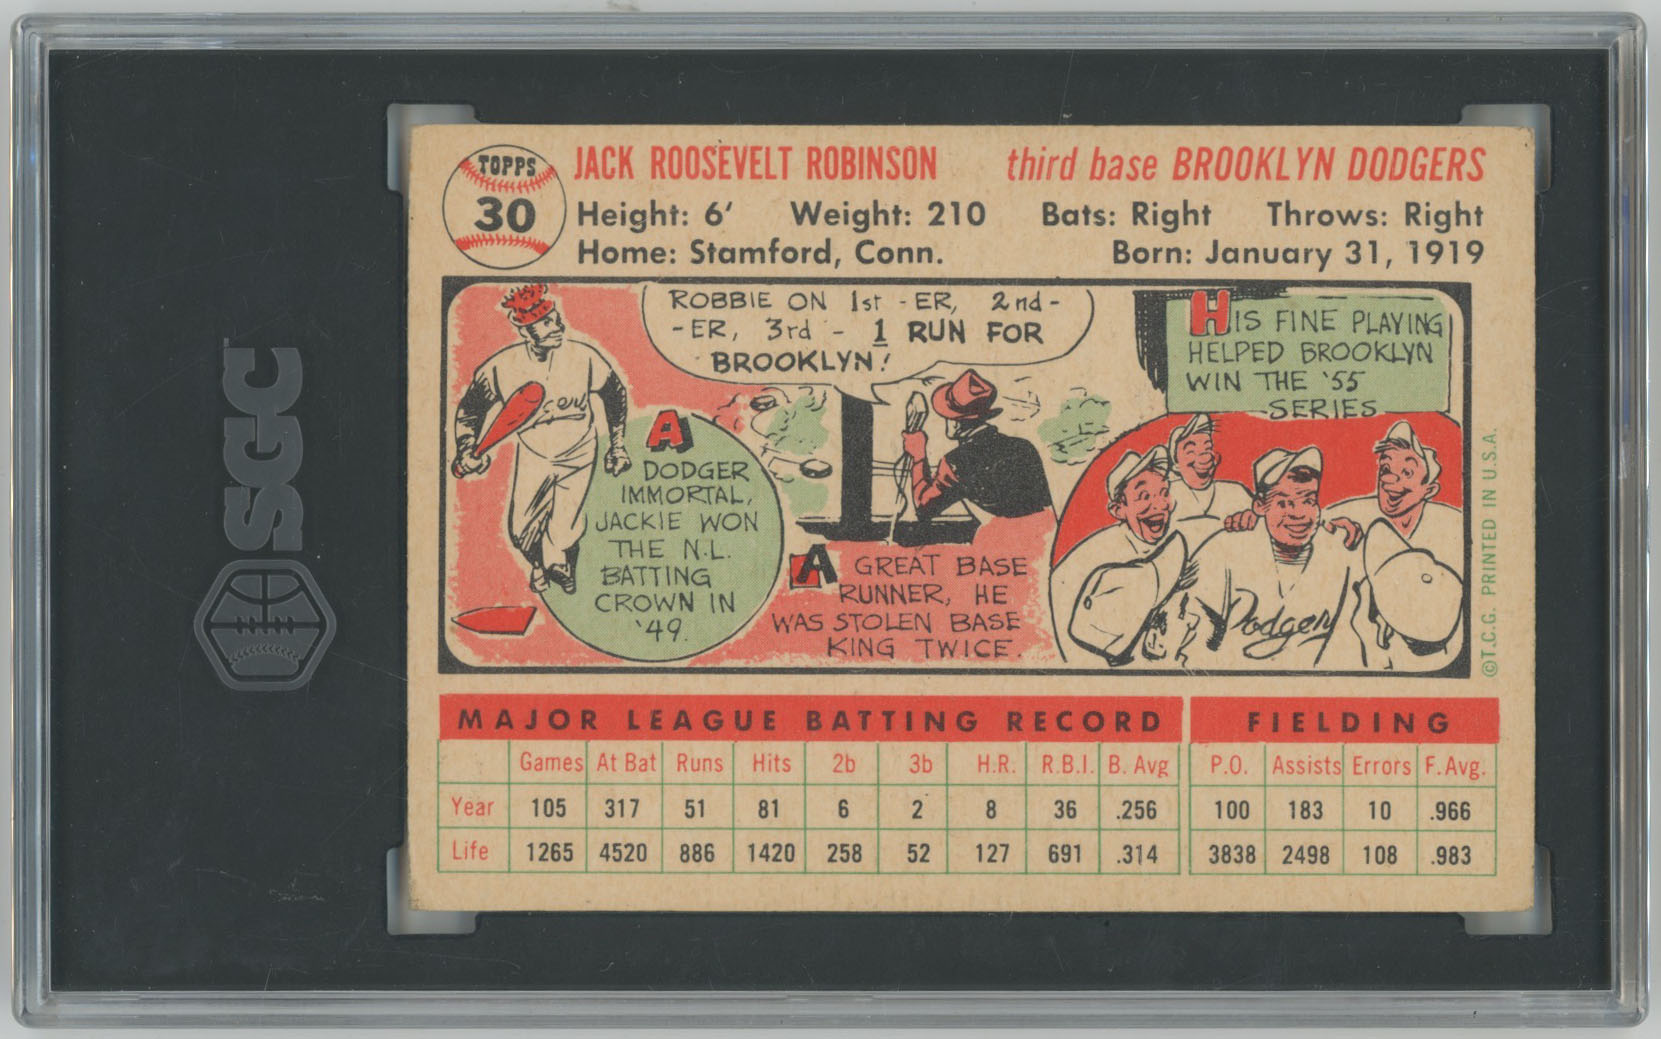 SGC
TOPPS
30
JACK ROOSEVELT ROBINSON third base BROOKLYN DODGERS
Height: 6' Weight: 210 Bats: Right Throws: Right
Home: Stamford, Conn. Born: January 31, 1919
A
DODGER
IMMORTAL,
JACKIE WON
THE N.L.
BATTING
CROWN IN
'49.
ROBBIE ON 1st - ER, 2nd -
- ER, 3rd - 1 RUN FOR
BROOKLYN!
A GREAT BASE
RUNNER, HE
WAS STOLEN BASE
KING TWICE.
HIS FINE PLAYING
HELPED BROOKLYN
WIN THE '55
SERIES
Dodgers
©T.C.G. PRINTED IN U.S.A.
MAJOR LEAGUE BATTING RECORD FIELDING
Games At Bat Runs Hits 2b 3b H.R. R.B.I. B. Avg P.O. Assists Errors F.Avg.
Year 105 317 51 81 6 2 8 36 .256 100 183 10 .966
Life 1265 4520 886 1420 258 52 127 691 .314 3838 2498 108 .983